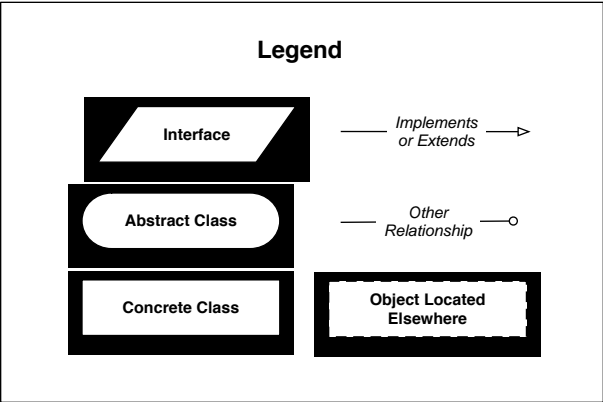 Legend
Interface
Implements
or Extends
Abstract Class
Other
Relationship
Concrete Class
Object Located
Elsewhere